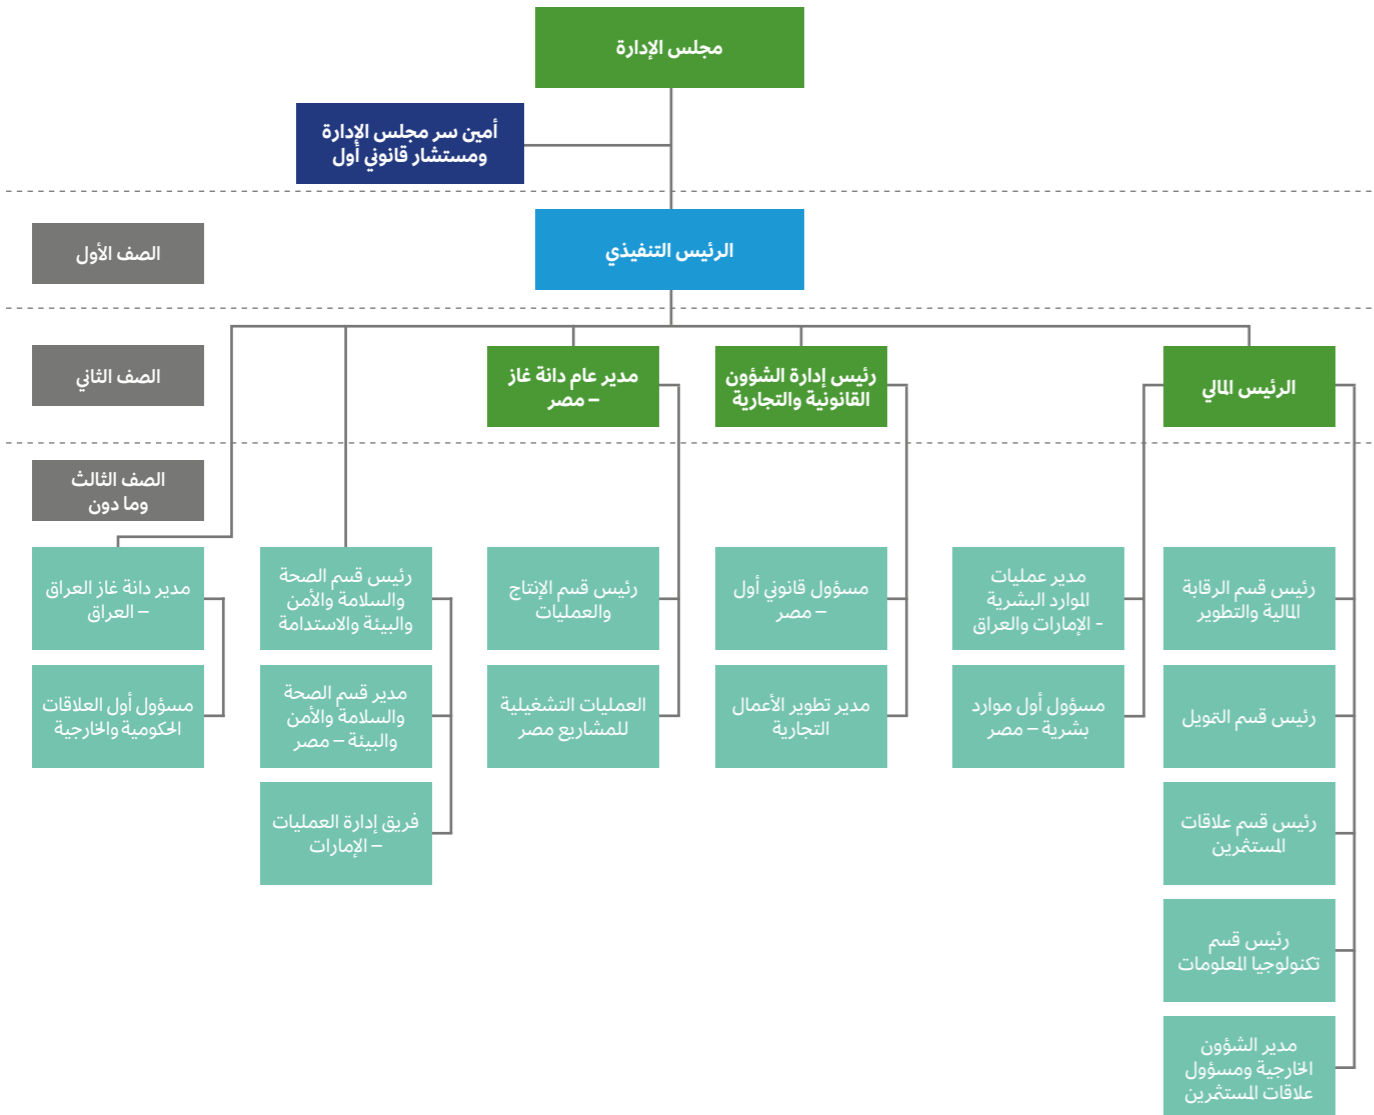 مجلس الإدارة
أمين سر مجلس الإدارة
ومستشار قانوني أول
الرئيس التنفيذي
الصف الأول
الرئيس المالي
رئيس إدارة الشؤون
القانونية والتجارية
مدير عام دانة غاز
– مصر
الصف الثاني
الصف الثالث
وما دون
رئيس قسم الرقابة
المالية والتطوير
مدير عمليات
الموارد البشرية
- الإمارات والعراق
مسؤول قانوني أول
– مصر
رئيس قسم الإنتاج
والعمليات
رئيس قسم الصحة
والسلامة والأمن
والبيئة والاستدامة
مدير دانة غاز العراق
– العراق
رئيس قسم التمويل
مسؤول أول موارد
بشرية – مصر
مدير تطوير الأعمال
التجارية
العمليات التشغيلية
للمشاريع مصر
مدير قسم الصحة
والسلامة والأمن
والبيئة – مصر
مسؤول أول العلاقات
الحكومية والخارجية
رئيس قسم علاقات
المستثمرين
فريق إدارة العمليات
– الإمارات
رئيس قسم
تكنولوجيا المعلومات
مدير الشؤون
الخارجية ومسؤول
علاقات المستثمرين